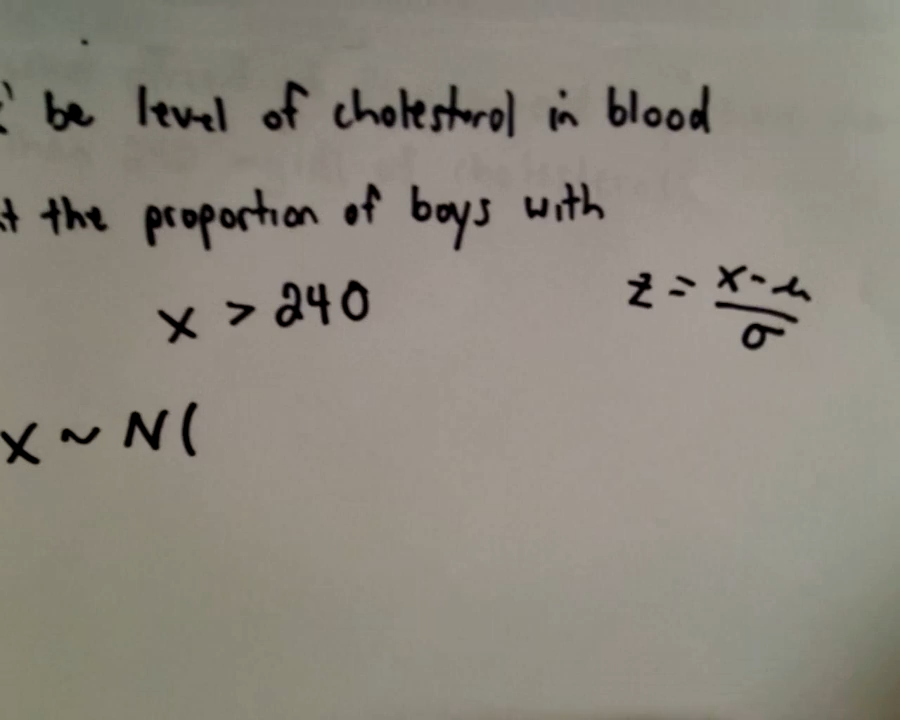 be level of cholesterol in blood
the proportion of boys with
x > 240
z = x - μ / σ
X ~ N(